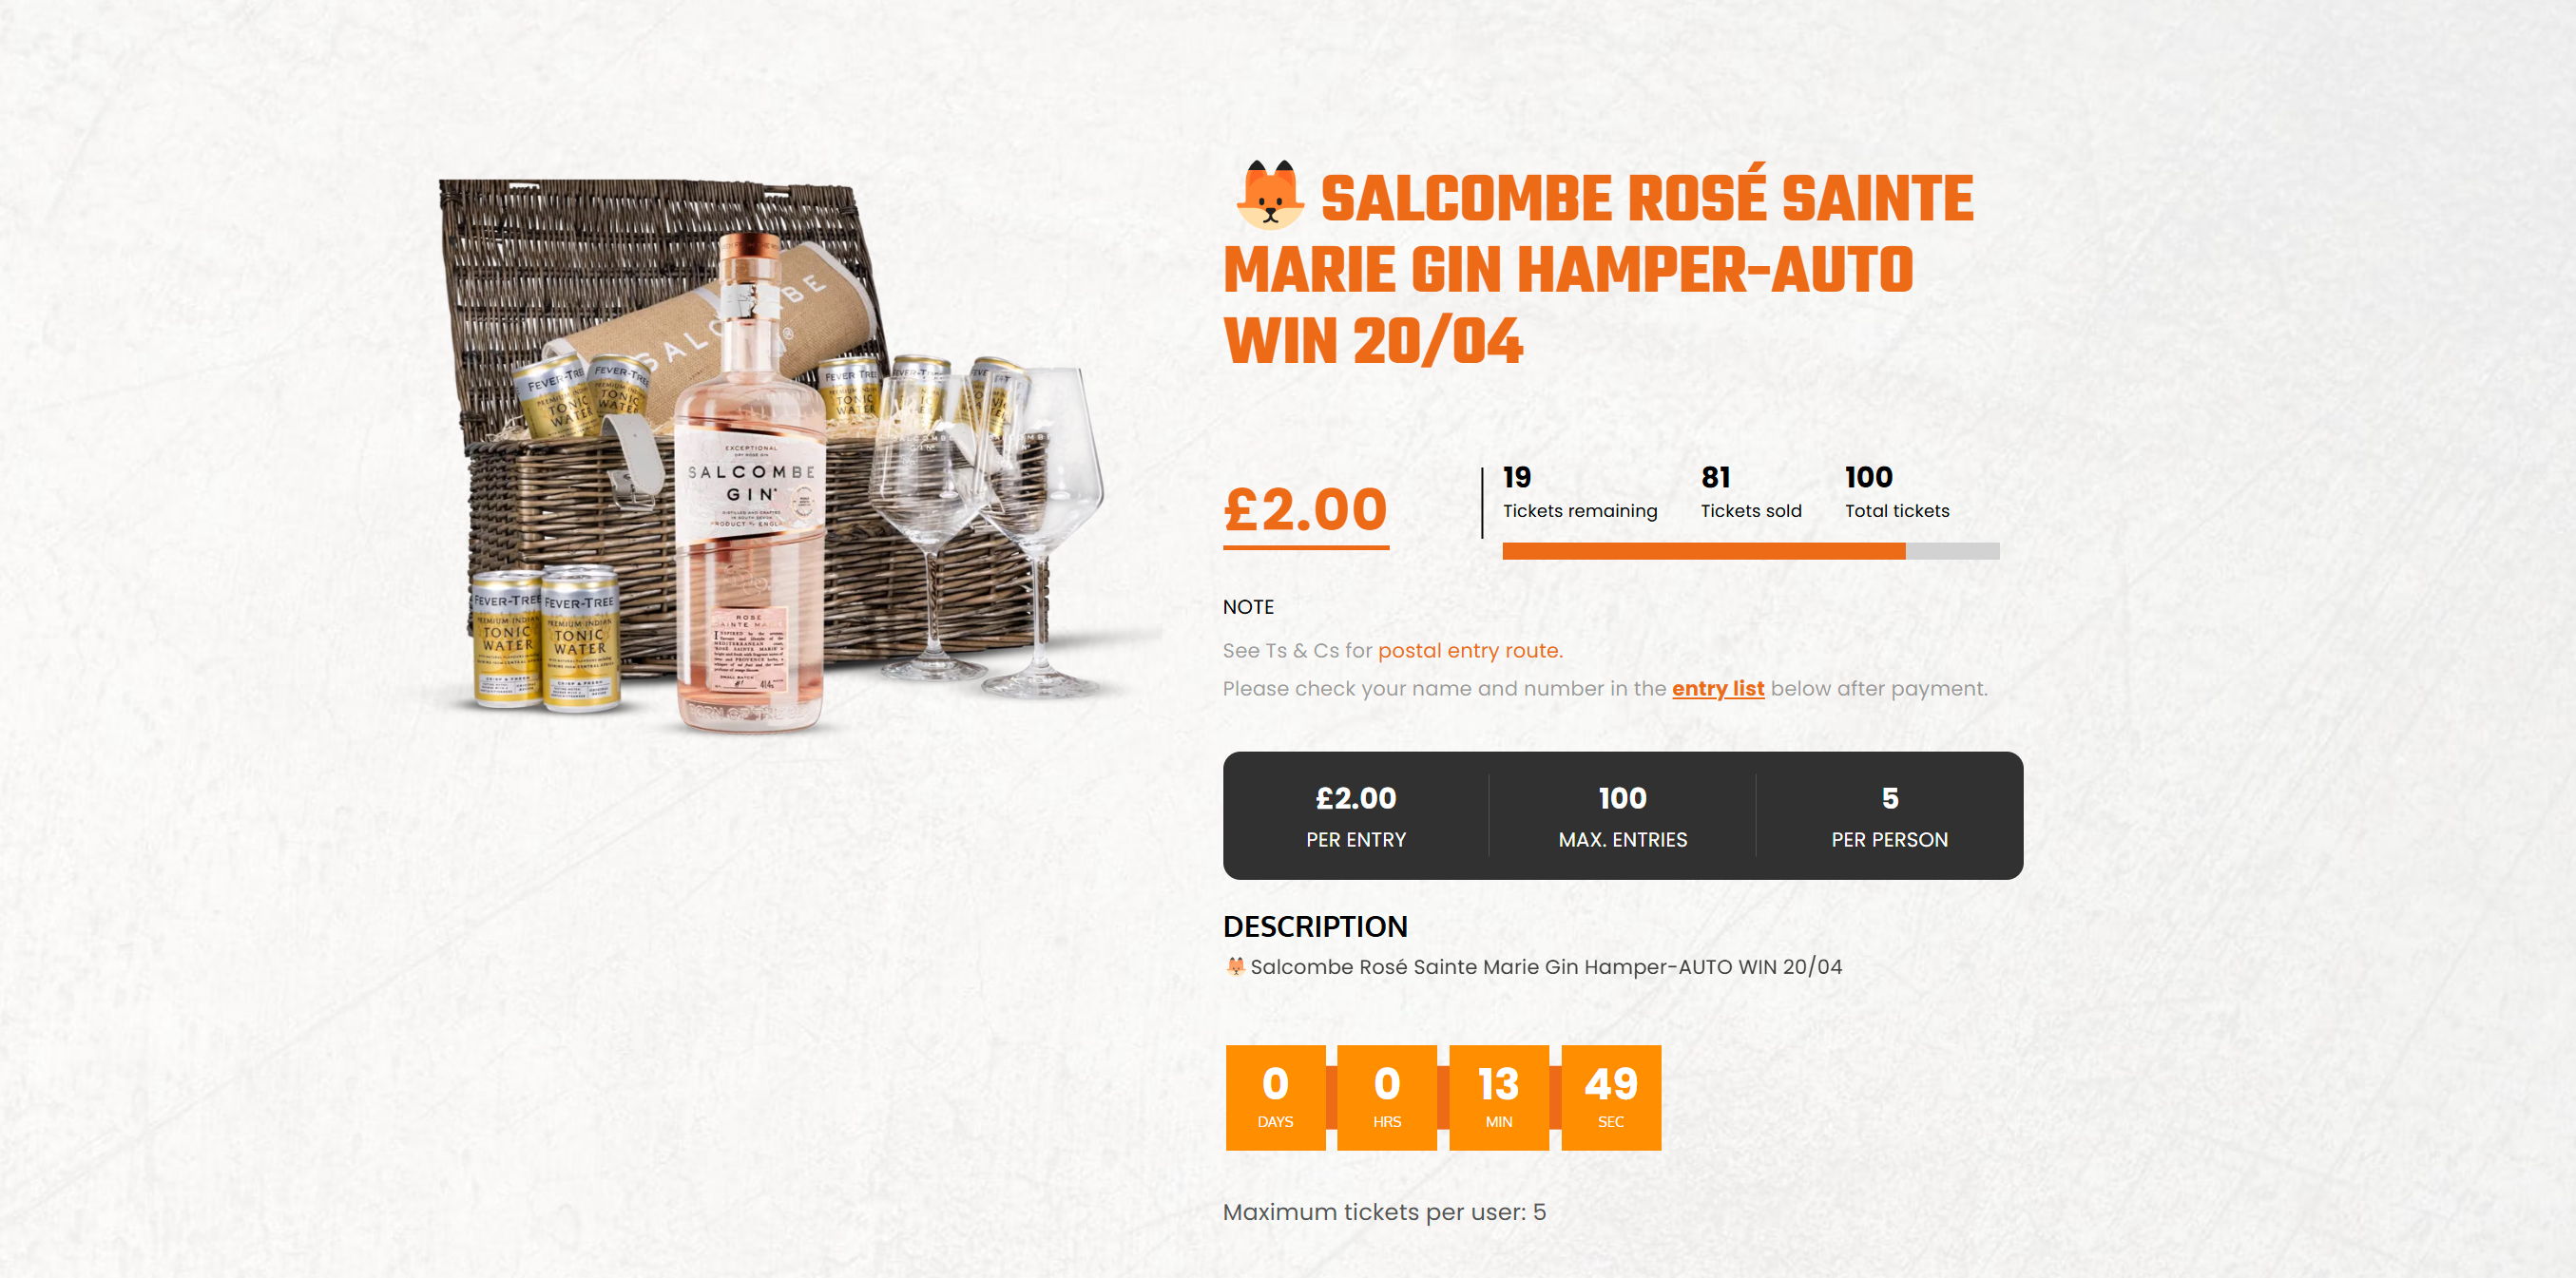 🦊 SALCOMBE ROSÉ SAINTE
MARIE GIN HAMPER-AUTO
WIN 20/04
£2.00
19
Tickets remaining
81
Tickets sold
100
Total tickets
NOTE
See Ts & Cs for postal entry route.
Please check your name and number in the entry list below after payment.
£2.00
PER ENTRY
100
MAX. ENTRIES
5
PER PERSON
DESCRIPTION
🦊 Salcombe Rosé Sainte Marie Gin Hamper-AUTO WIN 20/04
0
DAYS
0
HRS
13
MIN
49
SEC
Maximum tickets per user: 5
FEVER-TREE
PREMIUM INDIAN
TONIC
WATER
FEVER-TREE
PREMIUM INDIAN
TONIC
WATER
EXCEPTIONAL
SALCOMBE
GIN